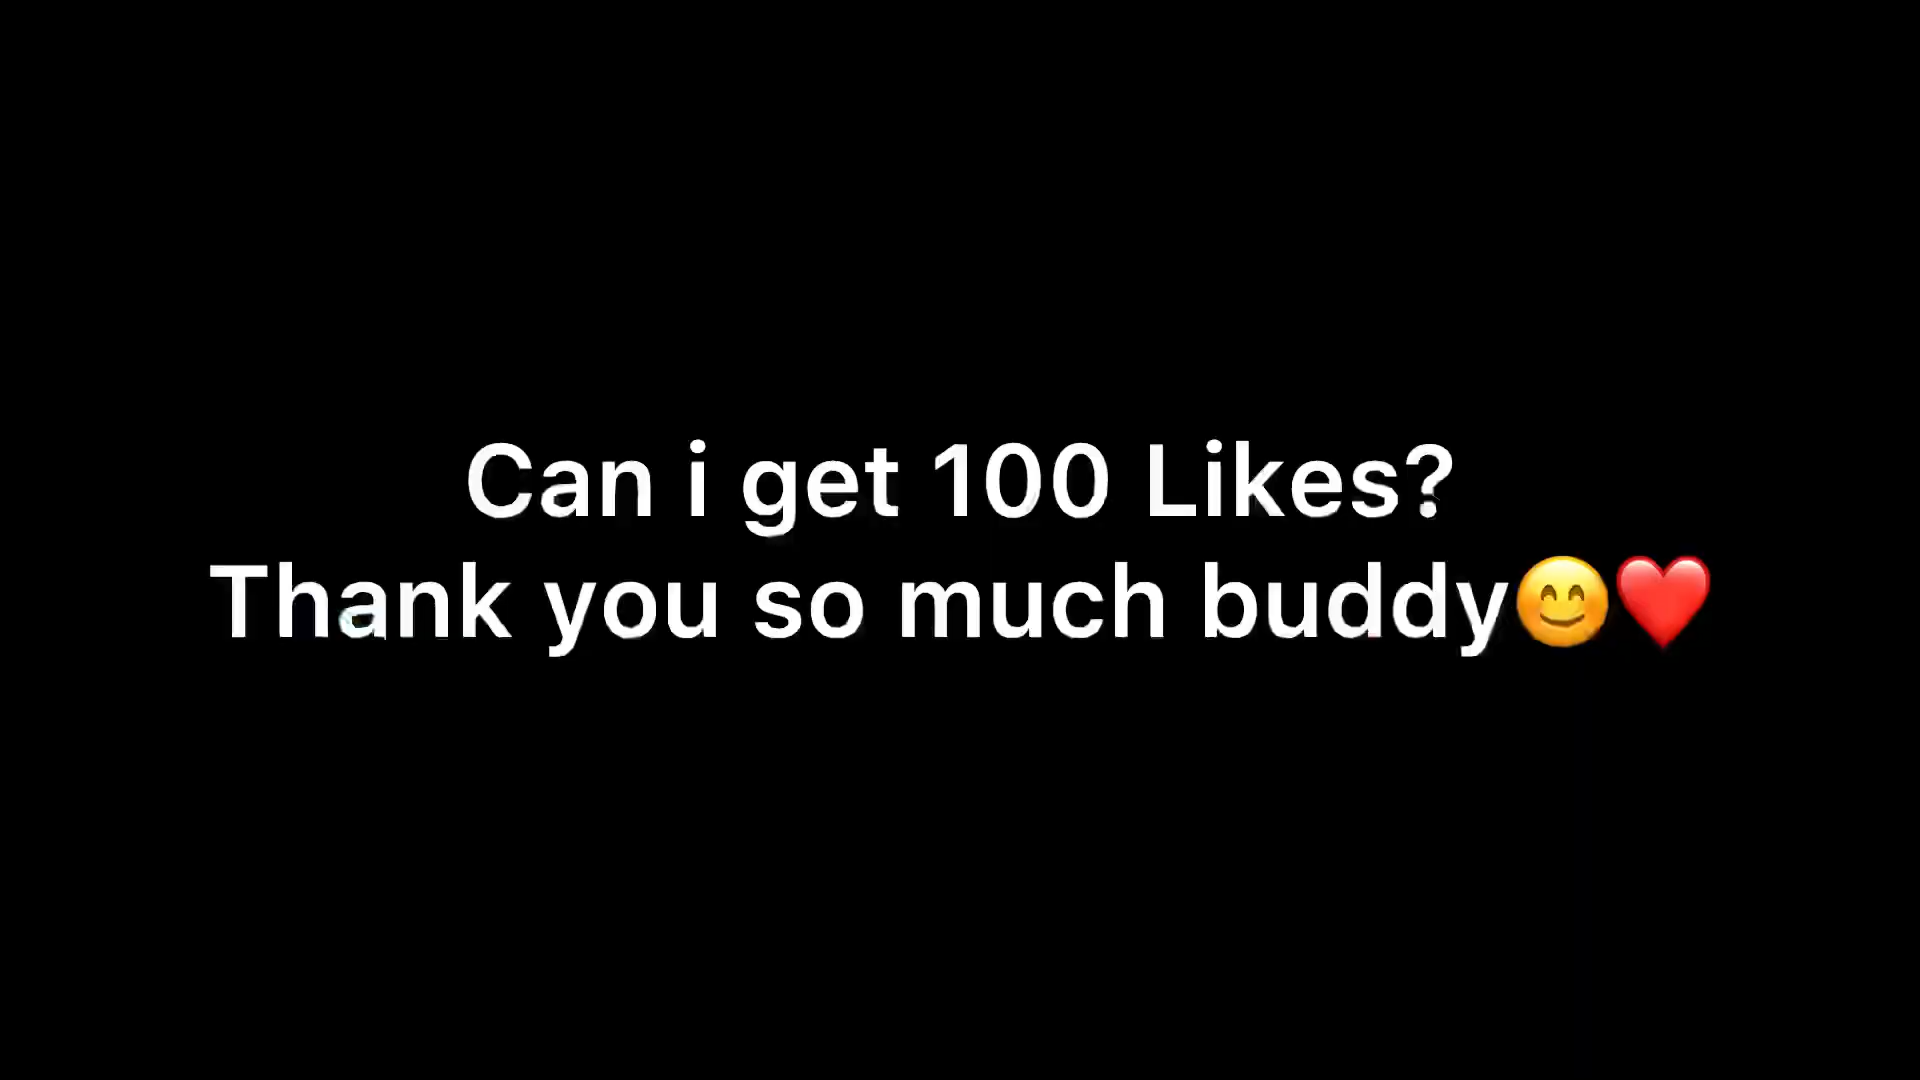 Can i get 100 Likes?
Thank you so much buddy😊❤️